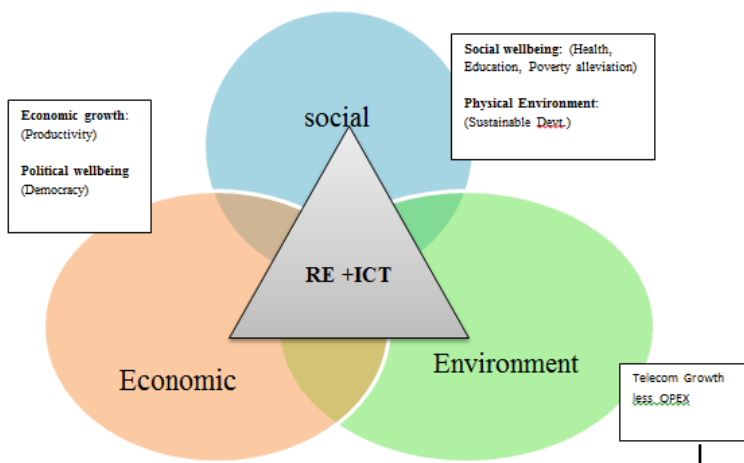 Social wellbeing: (Health,
Education, Poverty alleviation)
Physical Environment:
(Sustainable Devt.)
social
Economic growth:
(Productivity)
Political wellbeing
(Democracy)
RE +ICT
Economic
Environment
Telecom Growth
less OPEX